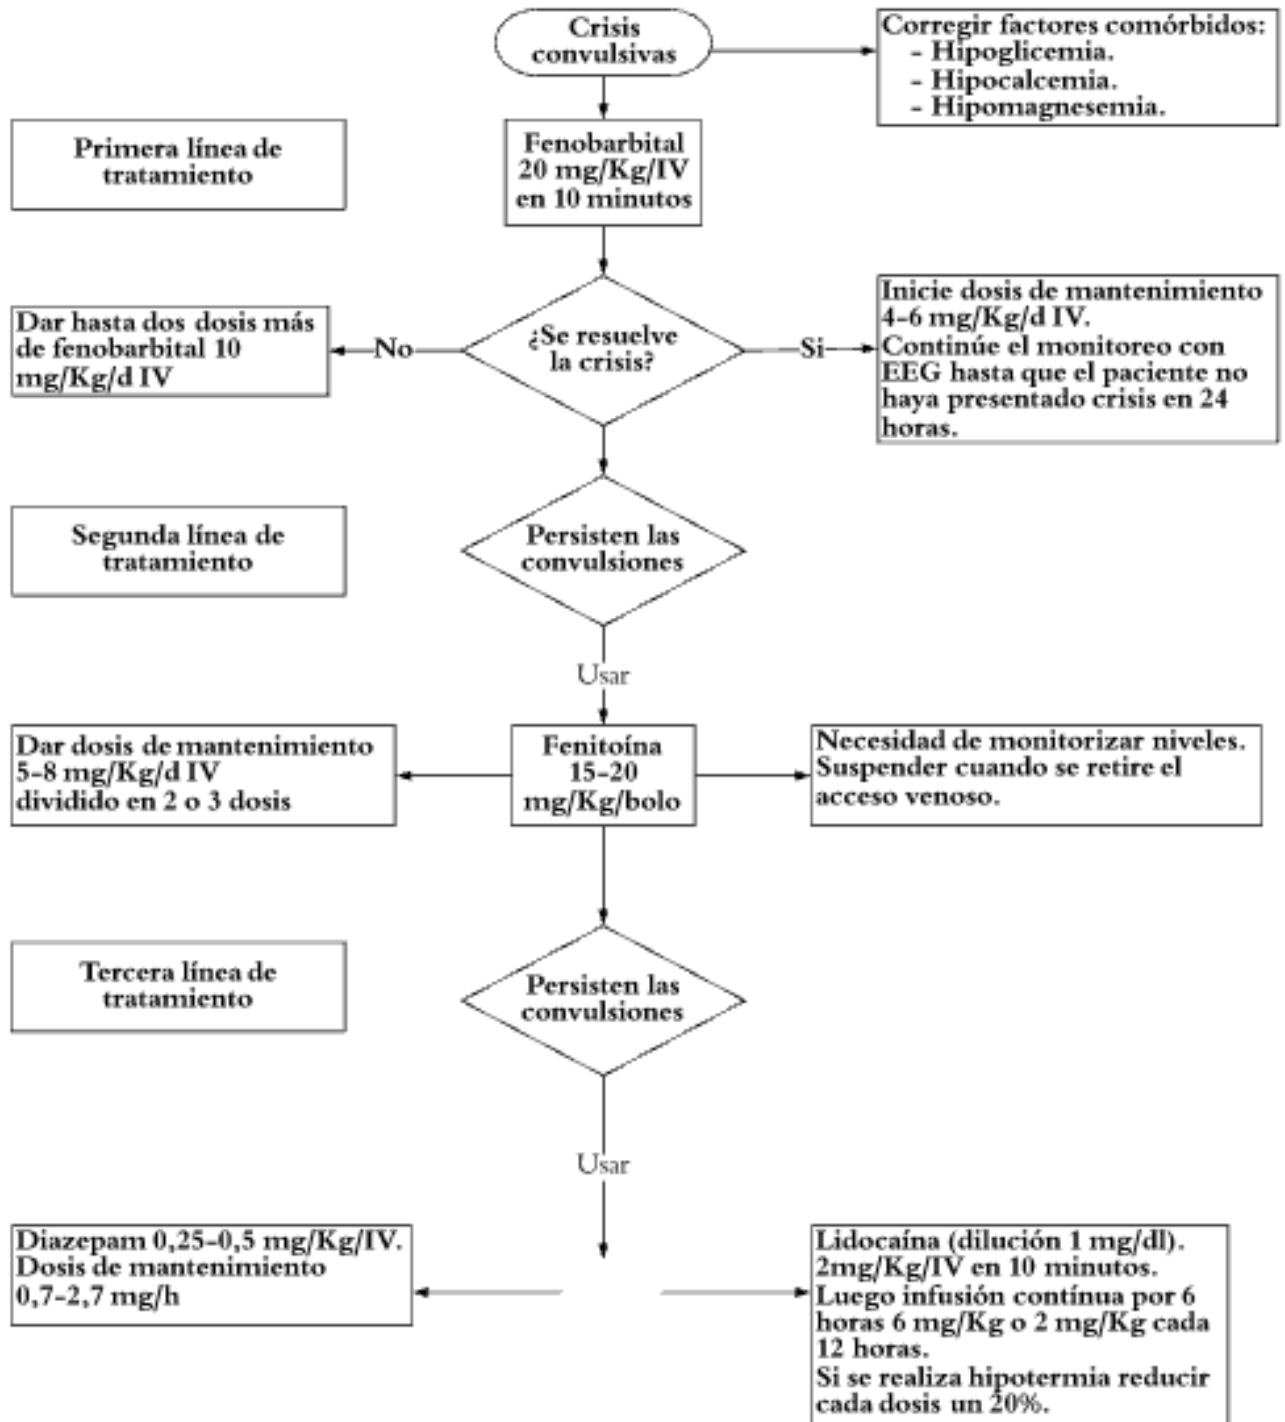 Crisis
convulsivas
Corregir factores comórbidos:
- Hipoglicemia.
- Hipocalcemia.
- Hipomagnesemia.
Primera línea de
tratamiento
Fenobarbital
20 mg/Kg/IV
en 10 minutos
Dar hasta dos dosis más
de fenobarbital 10
mg/Kg/d IV
No
¿Se resuelve
la crisis?
Si
Inicie dosis de mantenimiento
4-6 mg/Kg/d IV.
Continúe el monitoreo con
EEG hasta que el paciente no
haya presentado crisis en 24
horas.
Segunda línea de
tratamiento
Persisten las
convulsiones
Usar
Dar dosis de mantenimiento
5-8 mg/Kg/d IV
dividido en 2 o 3 dosis
Fenitoína
15-20
mg/Kg/bolo
Necesidad de monitorizar niveles.
Suspender cuando se retire el
acceso venoso.
Tercera línea de
tratamiento
Persisten las
convulsiones
Usar
Diazepam 0,25-0,5 mg/Kg/IV.
Dosis de mantenimiento
0,7-2,7 mg/h
Lidocaína (dilución 1 mg/dl).
2mg/Kg/IV en 10 minutos.
Luego infusión contínua por 6
horas 6 mg/Kg o 2 mg/Kg cada
12 horas.
Si se realiza hipotermia reducir
cada dosis un 20%.